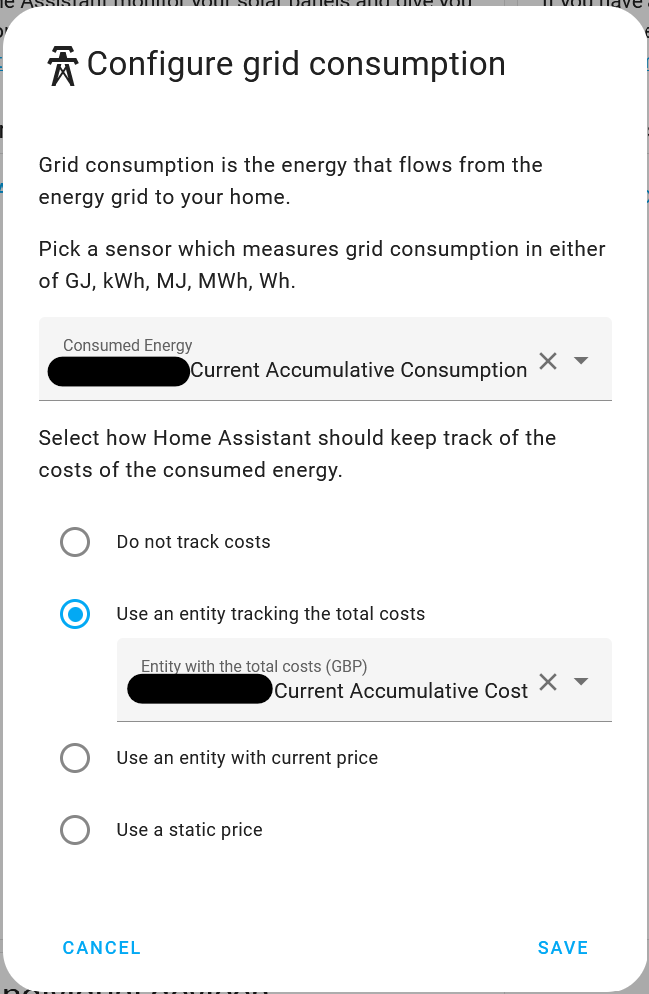 Configure grid consumption
Grid consumption is the energy that flows from the
energy grid to your home.
Pick a sensor which measures grid consumption in either
of GJ, kWh, MJ, MWh, Wh.
Consumed Energy
Current Accumulative Consumption
Select how Home Assistant should keep track of the
costs of the consumed energy.
Do not track costs
Use an entity tracking the total costs
Entity with the total costs (GBP)
Current Accumulative Cost
Use an entity with current price
Use a static price
CANCEL
SAVE